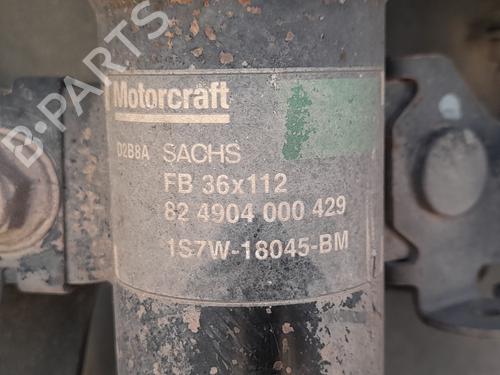 B-PARTS
Motorcraft
D2B8A SACHS
FB 36x112
82 4904 000 429
1S7W-18045-BM